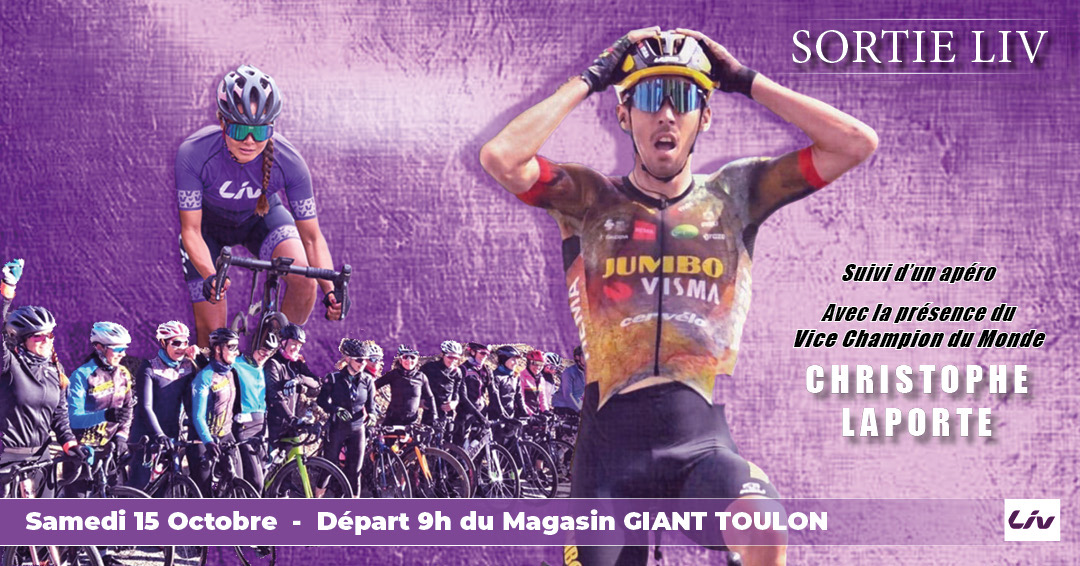 SORTIE LIV
Liv
JUMBO
VISMA
cervélo
Suivi d'un apéro
Avec la présence du
Vice Champion du Monde
CHRISTOPHE
LAPORTE
Samedi 15 Octobre - Départ 9h du Magasin GIANT TOULON
Liv